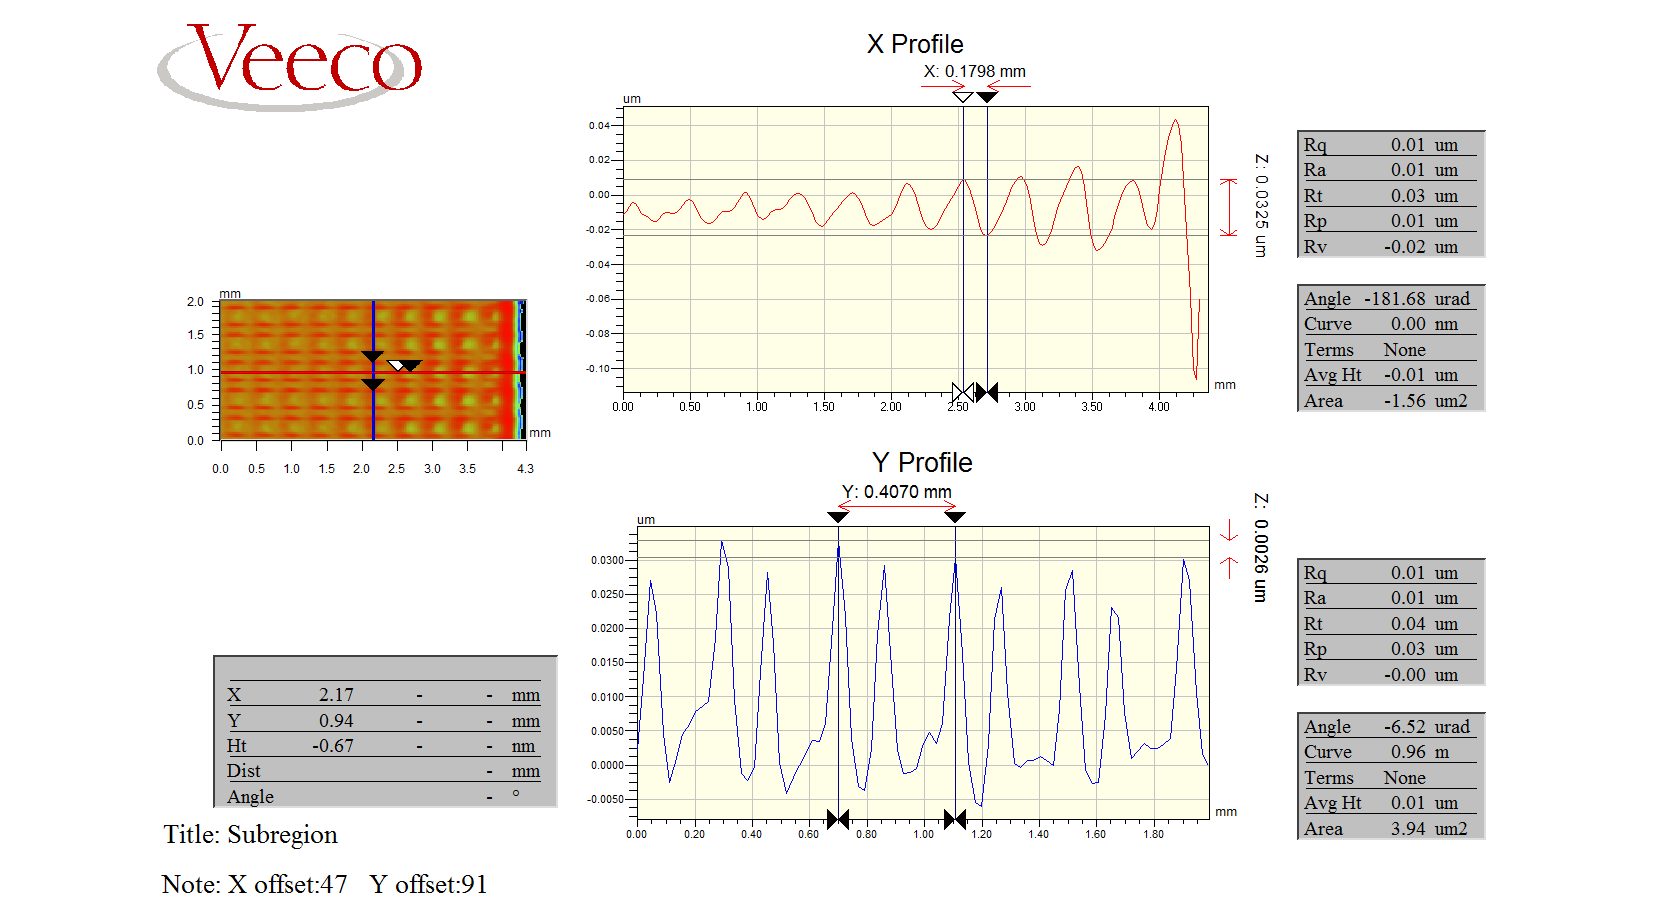 Veeco
X Profile
X: 0.1798 mm
um
0.04
0.02
0.00
-0.02
-0.04
-0.06
-0.08
-0.10
mm
0.00 0.50 1.00 1.50 2.00 2.50 3.00 3.50 4.00
Z: 0.0325 um
Rq 0.01 um
Ra 0.01 um
Rt 0.03 um
Rp 0.01 um
Rv -0.02 um
Angle -181.68 urad
Curve 0.00 nm
Terms None
Avg Ht -0.01 um
Area -1.56 um2
mm
2.0
1.5
1.0
0.5
0.0
mm
0.0 0.5 1.0 1.5 2.0 2.5 3.0 3.5 4.3
Y Profile
Y: 0.4070 mm
um
0.0300
0.0250
0.0200
0.0150
0.0100
0.0050
0.0000
-0.0050
mm
0.00 0.20 0.40 0.60 0.80 1.00 1.20 1.40 1.60 1.80
Z: 0.0026 um
Rq 0.01 um
Ra 0.01 um
Rt 0.04 um
Rp 0.03 um
Rv -0.00 um
Angle -6.52 urad
Curve 0.96 m
Terms None
Avg Ht 0.01 um
Area 3.94 um2
X 2.17 - - mm
Y 0.94 - - mm
Ht -0.67 - - nm
Dist - mm
Angle - °
Title: Subregion
Note: X offset:47 Y offset:91